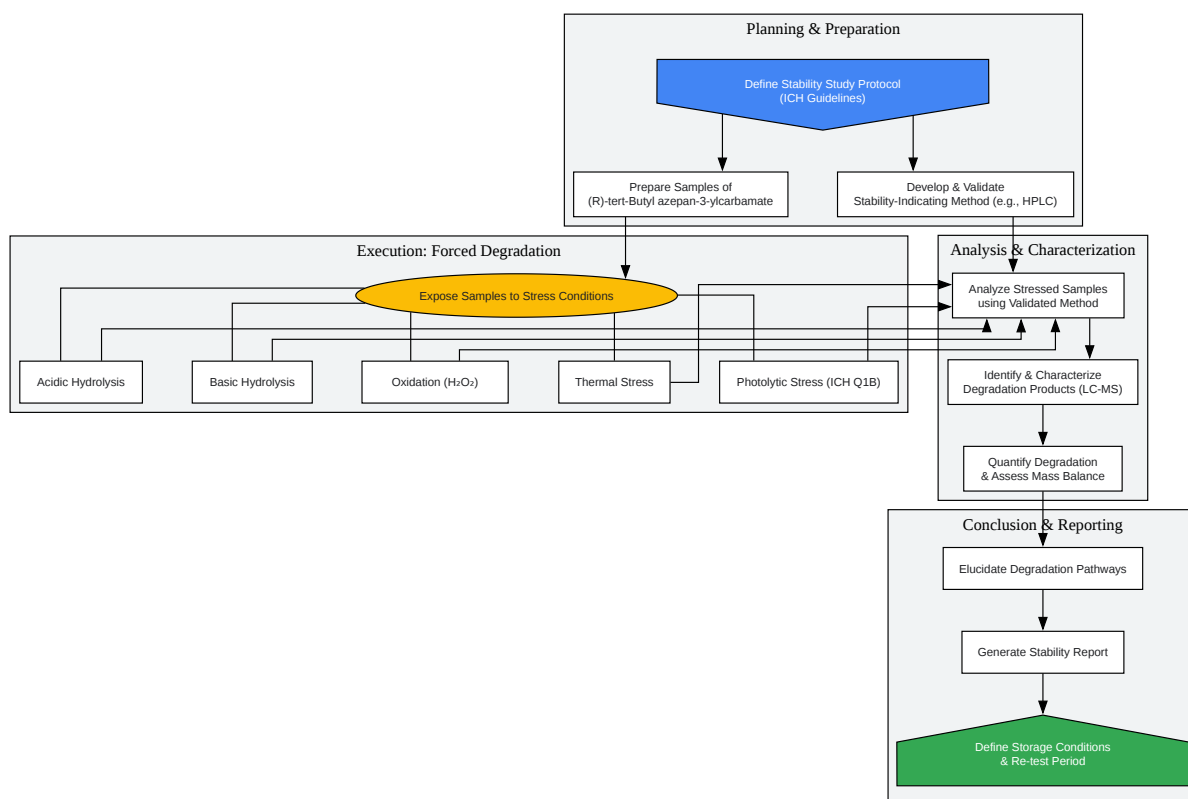 Planning & Preparation
Define Stability Study Protocol
(ICH Guidelines)
Prepare Samples of
(R)-tert-Butyl azepan-3-ylcarbamate
Develop & Validate
Stability-Indicating Method (e.g., HPLC)
Execution: Forced Degradation
Expose Samples to Stress Conditions
Acidic Hydrolysis
Basic Hydrolysis
Oxidation (H₂O₂)
Thermal Stress
Photolytic Stress (ICH Q1B)
Analysis & Characterization
Analyze Stressed Samples
using Validated Method
Identify & Characterize
Degradation Products (LC-MS)
Quantify Degradation
& Assess Mass Balance
Conclusion & Reporting
Elucidate Degradation Pathways
Generate Stability Report
Define Storage Conditions
& Re-test Period